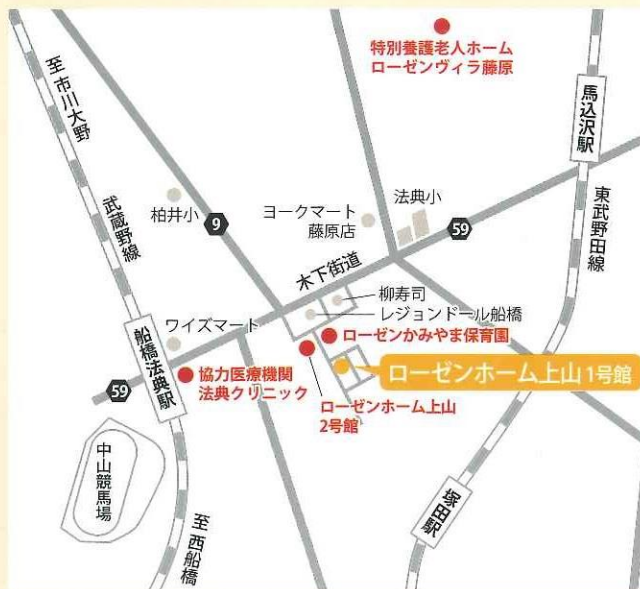 特別養護老人ホーム
ローゼンヴィラ藤原
至市川大野
武蔵野線
馬込沢駅
東武野田線
柏井小
9
ヨークマート
藤原店
法典小
59
木下街道
柳寿司
レジョンドール船橋
ローゼンかみやま保育園
ワイズマート
船橋法典駅
59
協力医療機関
法典クリニック
ローゼンホーム上山
2号館
ローゼンホーム上山 1号館
中山競馬場
至西船橋
塚田駅